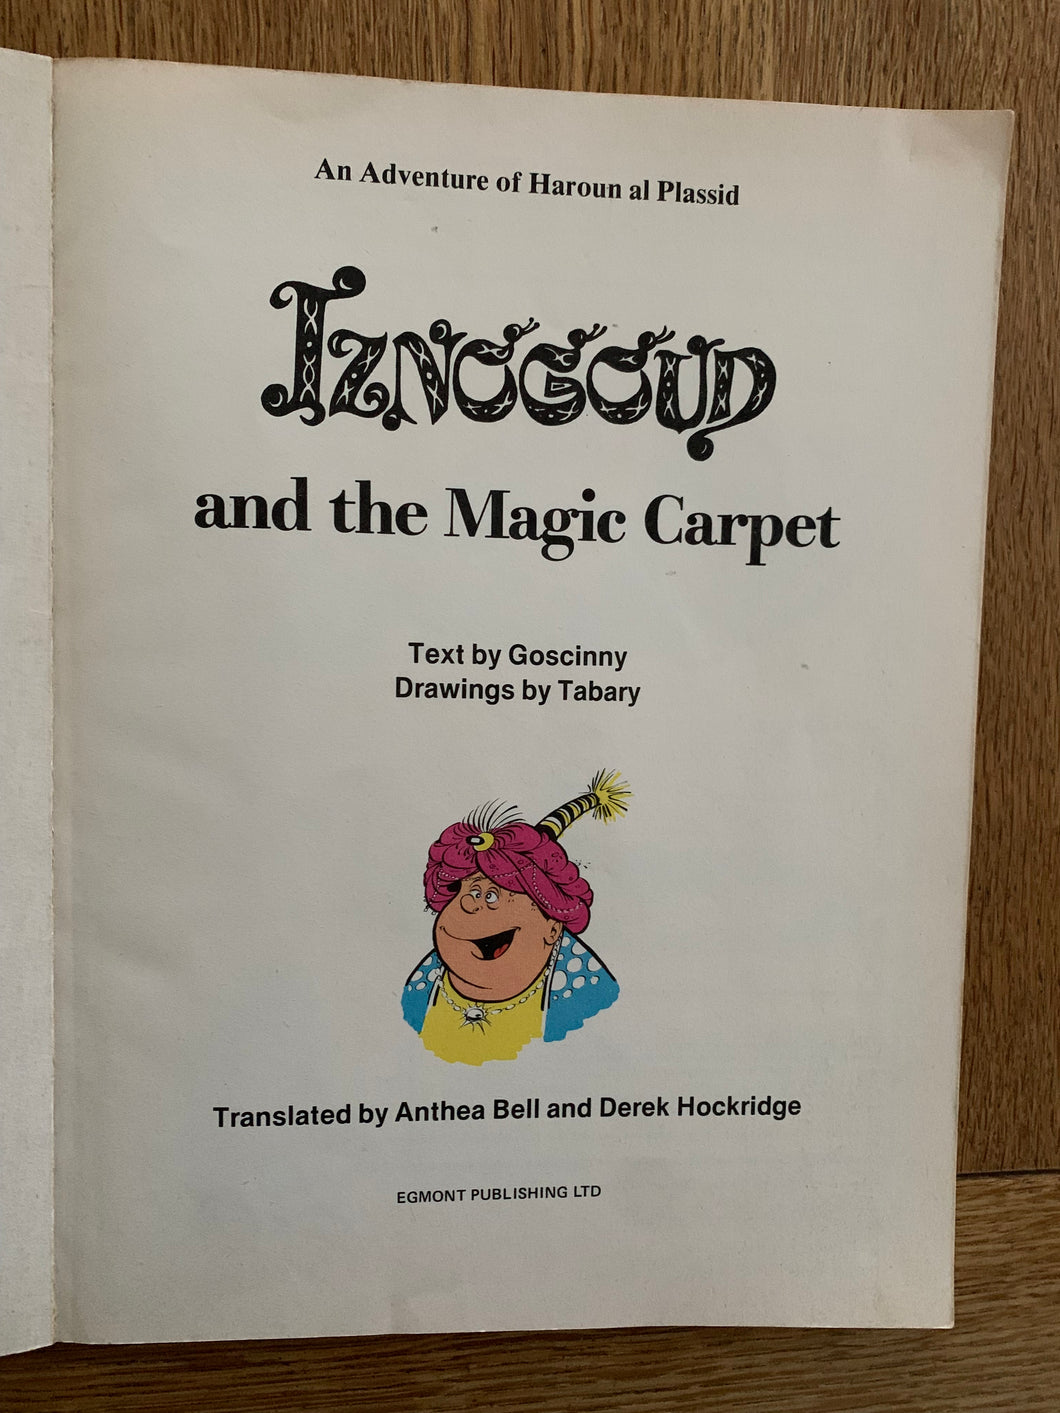 An Adventure of Haroun al Plassid
IZNOGOUD
and the Magic Carpet
Text by Goscinny
Drawings by Tabary
Translated by Anthea Bell and Derek Hockridge
EGMONT PUBLISHING LTD